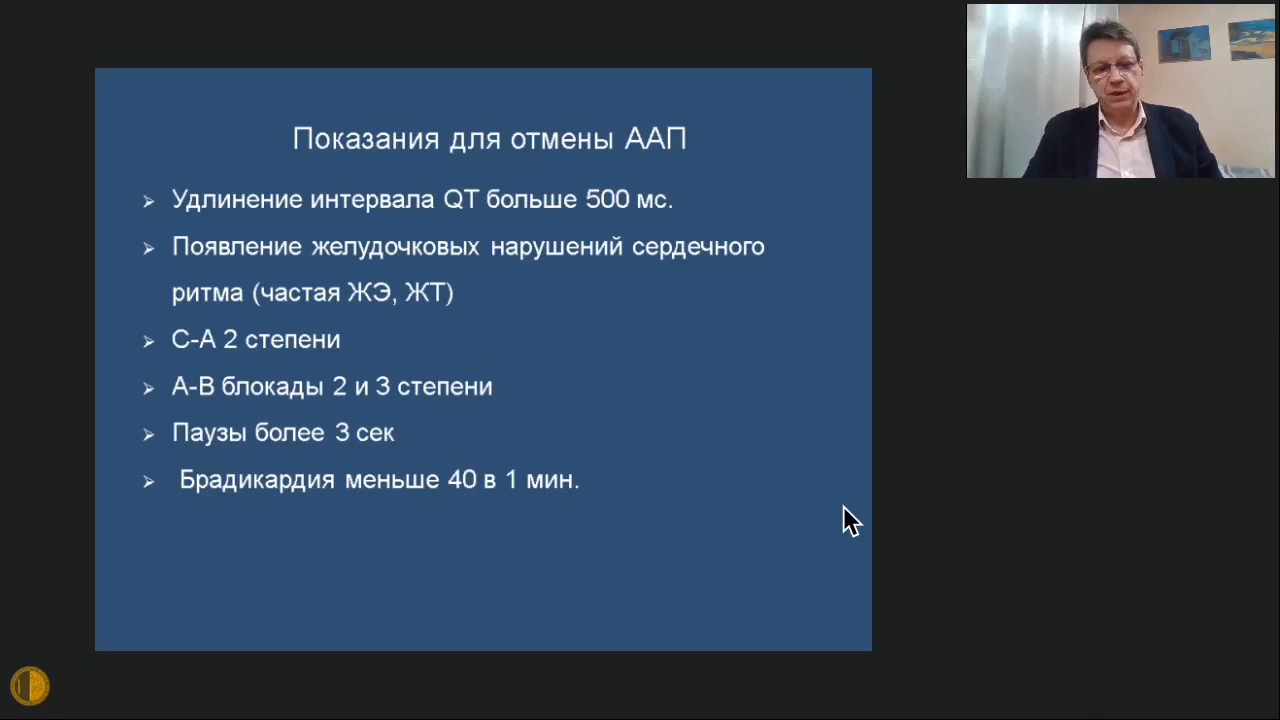 Показания для отмены ААП
Удлинение интервала QT больше 500 мс.
Появление желудочковых нарушений сердечного
ритма (частая ЖЭ, ЖТ)
С-А 2 степени
А-В блокады 2 и 3 степени
Паузы более 3 сек
Брадикардия меньше 40 в 1 мин.